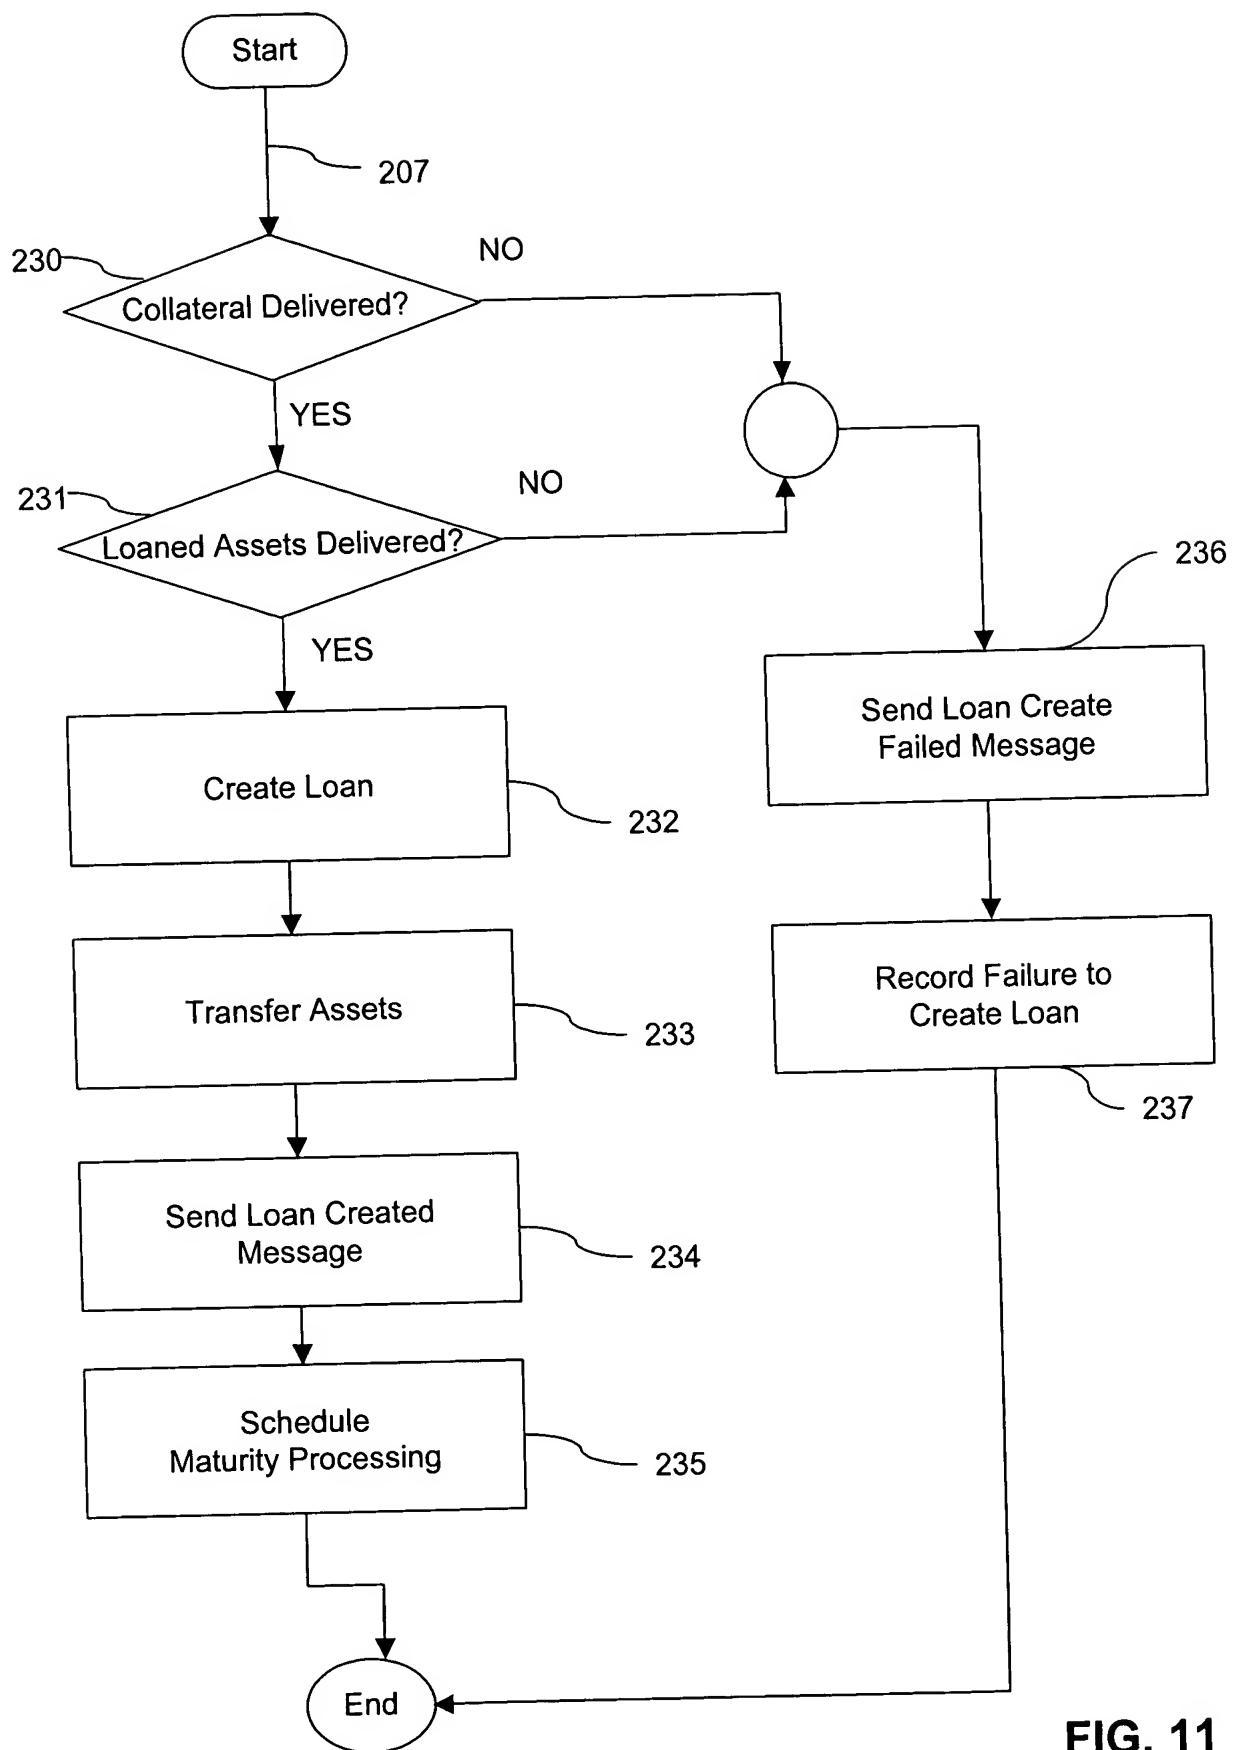 Start
207
230
NO
Collateral Delivered?
YES
231
NO
Loaned Assets Delivered?
236
YES
Send Loan Create
Failed Message
Create Loan
232
Record Failure to
Create Loan
Transfer Assets
233
237
Send Loan Created
Message
234
Schedule
Maturity Processing
235
End
FIG. 11